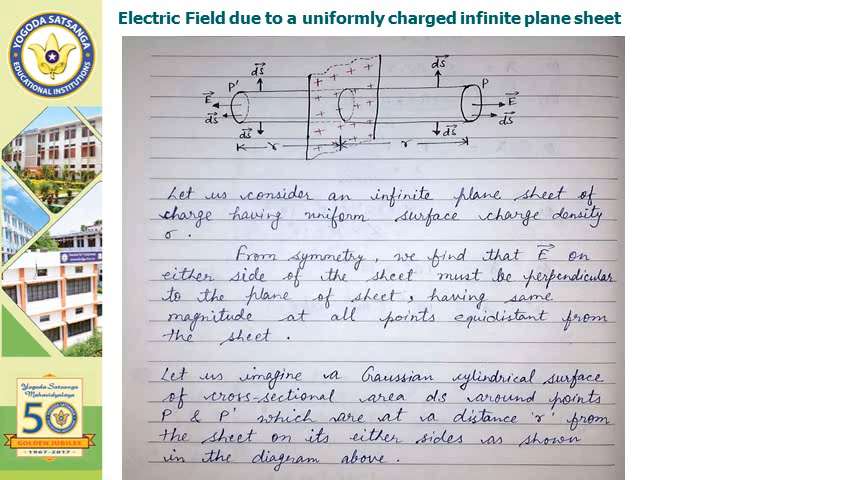 YOGODA SATSANGA
EDUCATIONAL INSTITUTIONS
Electric Field due to a uniformly charged infinite plane sheet
ds ds
P' P
E E
ds ds
ds ds
r r
Let us consider an infinite plane sheet of
charge having uniform surface charge density
σ.
From symmetry, we find that E on
either side of the sheet must be perpendicular
to the plane of sheet, having same
magnitude at all points equidistant from
the sheet.
Let us imagine a Gaussian cylindrical surface
of cross-sectional area ds around points
P & P' which are at a distance 'r' from
the sheet on its either sides as shown
in the diagram above.
Yogoda Satsanga
Mahavidyalaya
50
GOLDEN JUBILEE
1967-2017